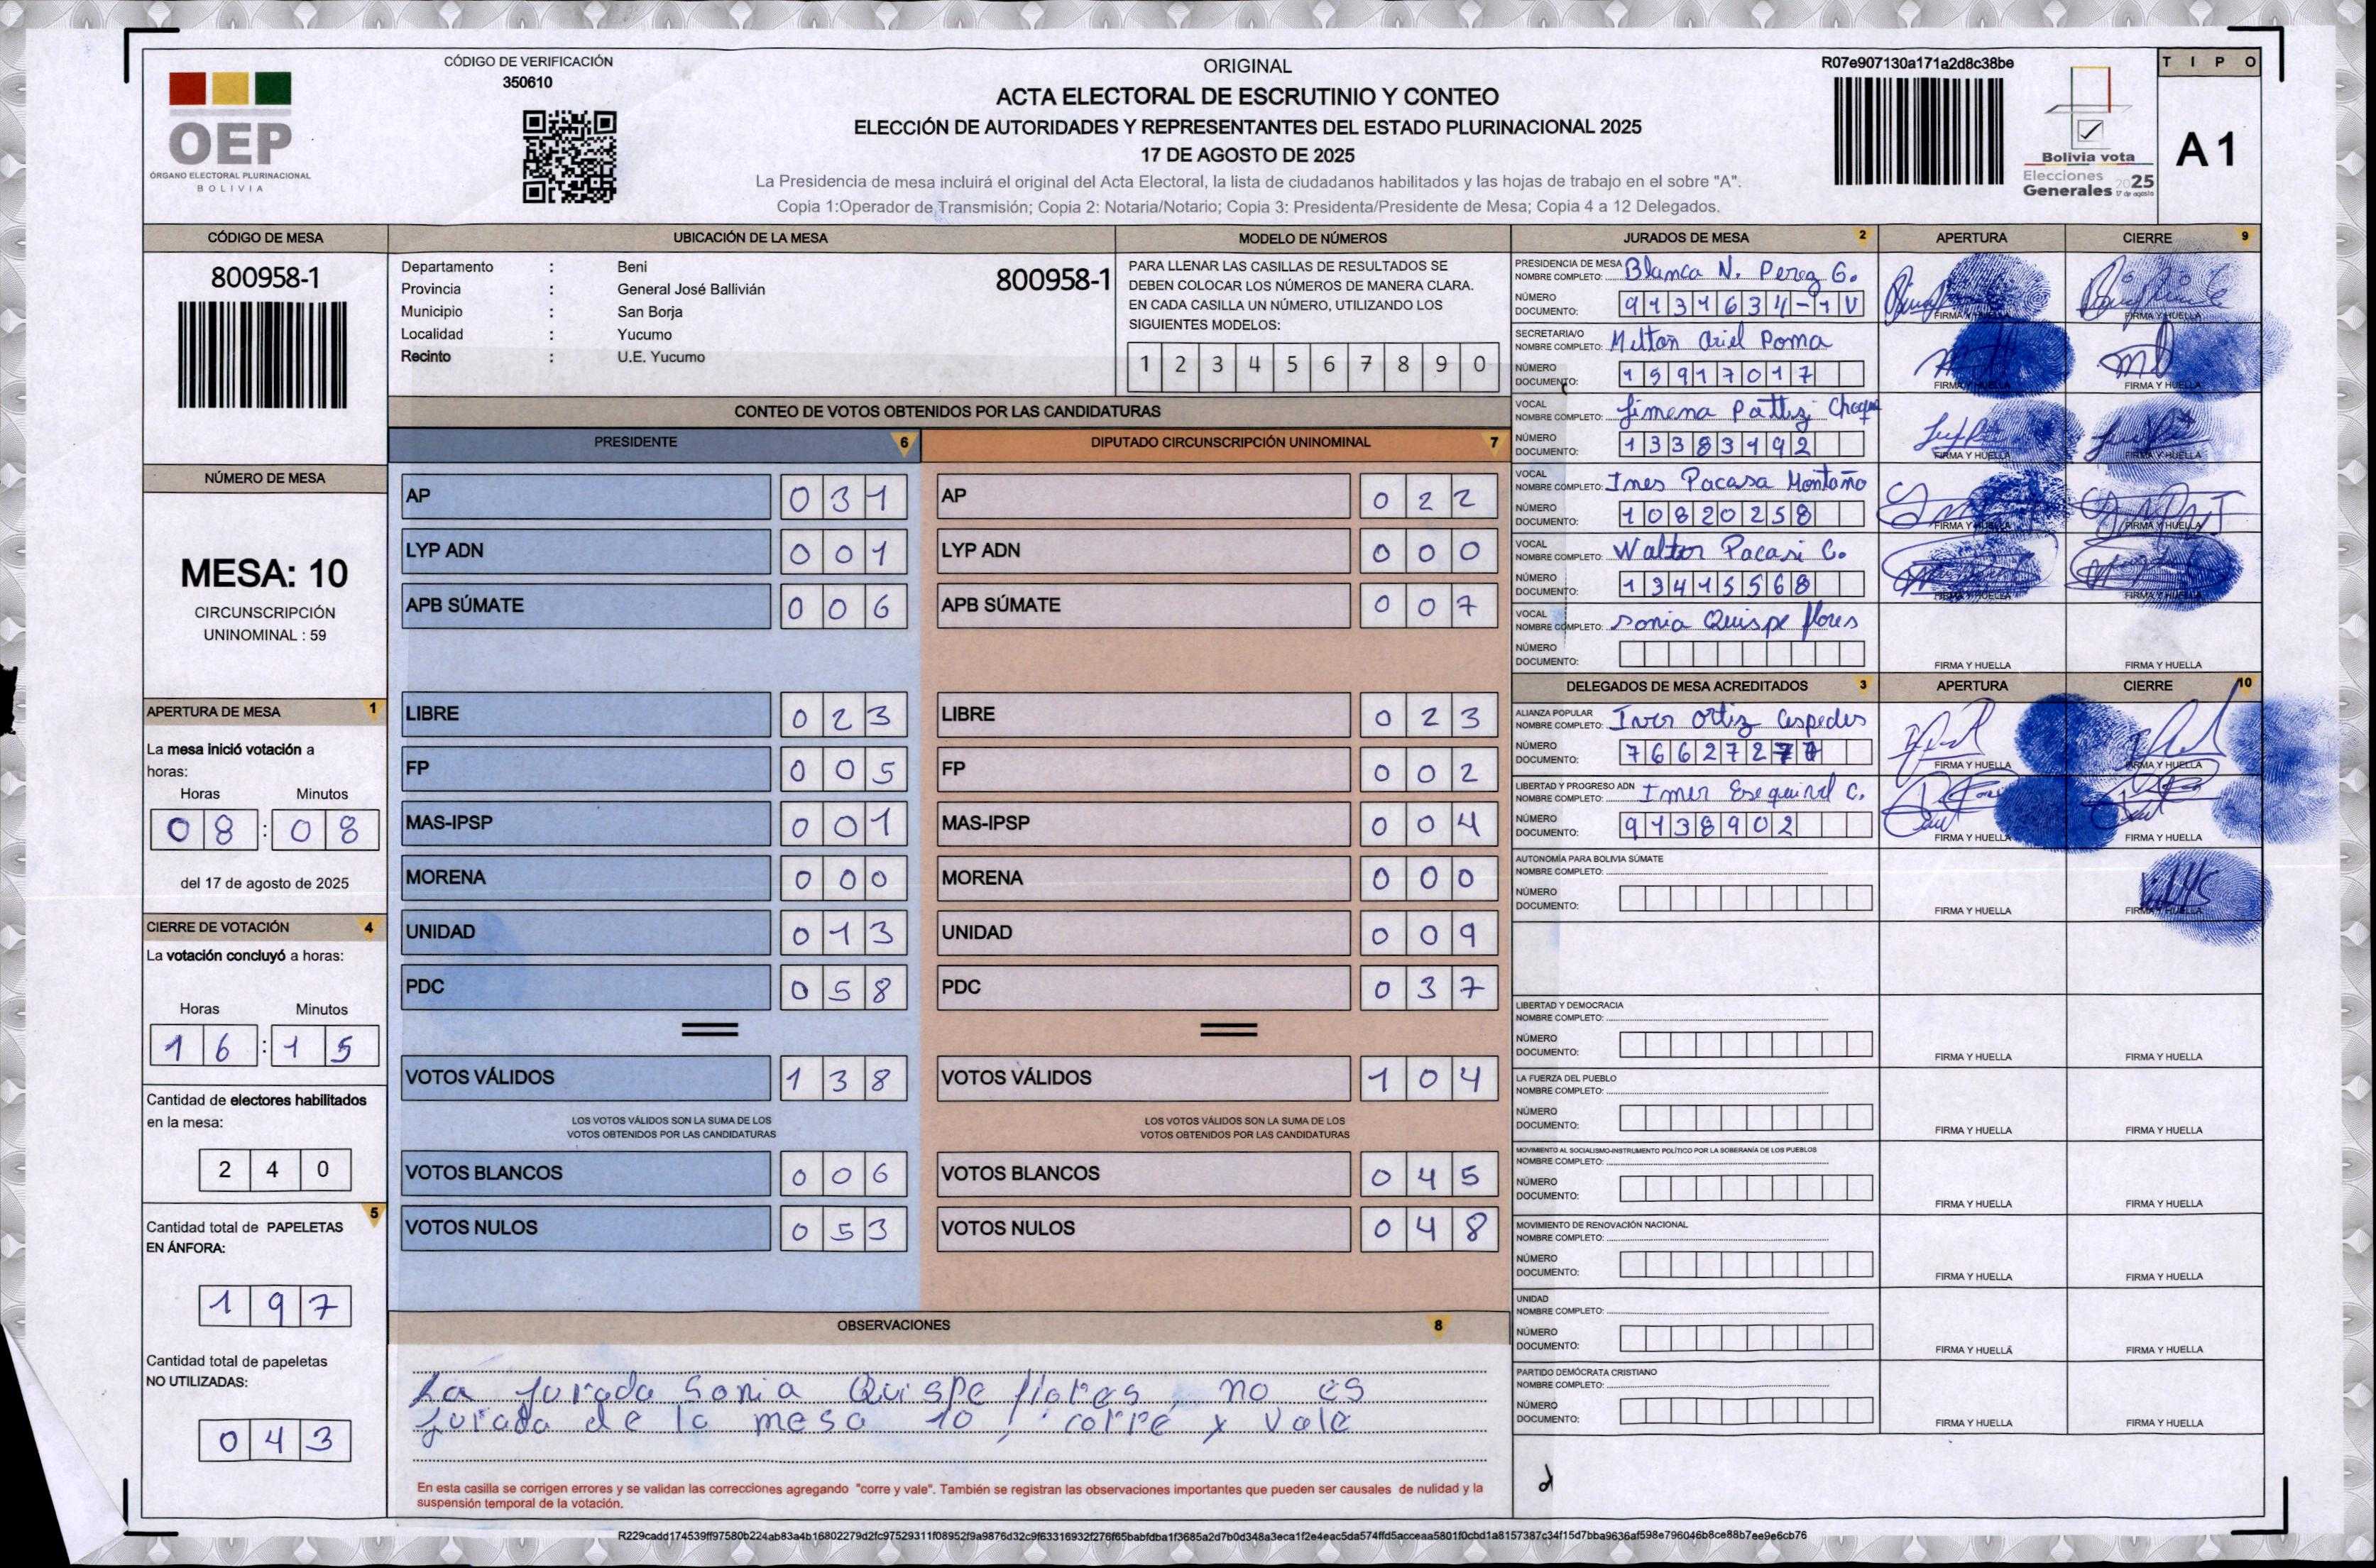 CÓDIGO DE VERIFICACIÓN
350610
OEP
ÓRGANO ELECTORAL PLURINACIONAL
BOLIVIA
ORIGINAL
ACTA ELECTORAL DE ESCRUTINIO Y CONTEO
ELECCIÓN DE AUTORIDADES Y REPRESENTANTES DEL ESTADO PLURINACIONAL 2025
17 DE AGOSTO DE 2025
La Presidencia de mesa incluirá el original del Acta Electoral, la lista de ciudadanos habilitados y las hojas de trabajo en el sobre "A".
Copia 1:Operador de Transmisión; Copia 2: Notaria/Notario; Copia 3: Presidenta/Presidente de Mesa; Copia 4 a 12 Delegados.
R07e907130a171a2d8c38be
Bolivia vota
Elecciones
Generales 2025
17 de agosto
TIPO
A1
CÓDIGO DE MESA
800958-1
NÚMERO DE MESA
MESA: 10
CIRCUNSCRIPCIÓN
UNINOMINAL : 59
APERTURA DE MESA 1
La mesa inició votación a
horas:
Horas Minutos
08 : 08
del 17 de agosto de 2025
CIERRE DE VOTACIÓN 4
La votación concluyó a horas:
Horas Minutos
16 : 15
Cantidad de electores habilitados
en la mesa:
240
5
Cantidad total de PAPELETAS
EN ÁNFORA:
197
Cantidad total de papeletas
NO UTILIZADAS:
043
UBICACIÓN DE LA MESA
Departamento : Beni
800958-1
Provincia : General José Ballivián
Municipio : San Borja
Localidad : Yucumo
Recinto : U.E. Yucumo
MODELO DE NÚMEROS
PARA LLENAR LAS CASILLAS DE RESULTADOS SE
DEBEN COLOCAR LOS NÚMEROS DE MANERA CLARA.
EN CADA CASILLA UN NÚMERO, UTILIZANDO LOS
SIGUIENTES MODELOS:
1 2 3 4 5 6 7 8 9 0
CONTEO DE VOTOS OBTENIDOS POR LAS CANDIDATURAS
PRESIDENTE 6
AP 031
LYP ADN 001
APB SÚMATE 006
LIBRE 023
FP 005
MAS-IPSP 001
MORENA 000
UNIDAD 013
PDC 058
VOTOS VÁLIDOS 138
LOS VOTOS VÁLIDOS SON LA SUMA DE LOS
VOTOS OBTENIDOS POR LAS CANDIDATURAS
VOTOS BLANCOS 006
VOTOS NULOS 053
DIPUTADO CIRCUNSCRIPCIÓN UNINOMINAL 7
AP 022
LYP ADN 000
APB SÚMATE 007
LIBRE 023
FP 002
MAS-IPSP 004
MORENA 000
UNIDAD 009
PDC 037
VOTOS VÁLIDOS 104
LOS VOTOS VÁLIDOS SON LA SUMA DE LOS
VOTOS OBTENIDOS POR LAS CANDIDATURAS
VOTOS BLANCOS 045
VOTOS NULOS 048
OBSERVACIONES 8
La jurado Sonia Quispe flores, no es
jurado de la mesa 10, corre x vale
En esta casilla se corrigen errores y se validan las correcciones agregando "corre y vale". También se registran las observaciones importantes que pueden ser causales de nulidad y la
suspensión temporal de la votación.
JURADOS DE MESA 2 APERTURA CIERRE 9
PRESIDENCIA DE MESA
NOMBRE COMPLETO: Blanca N. Perez G.
NÚMERO
DOCUMENTO: 9134634-1V
FIRMA Y HUELLA FIRMA Y HUELLA
SECRETARIA/O
NOMBRE COMPLETO: Milton Ariel Poma
NÚMERO
DOCUMENTO: 15917017
FIRMA Y HUELLA FIRMA Y HUELLA
VOCAL
NOMBRE COMPLETO: Jimena Pattzi Choque
NÚMERO
DOCUMENTO: 13383192
FIRMA Y HUELLA FIRMA Y HUELLA
VOCAL
NOMBRE COMPLETO: Ines Pacasa Montaño
NÚMERO
DOCUMENTO: 10820258
FIRMA Y HUELLA FIRMA Y HUELLA
VOCAL
NOMBRE COMPLETO: Walter Pacasi C.
NÚMERO
DOCUMENTO: 13415568
FIRMA Y HUELLA FIRMA Y HUELLA
VOCAL
NOMBRE COMPLETO: Sonia Quispe flores
NÚMERO
DOCUMENTO:
FIRMA Y HUELLA FIRMA Y HUELLA
DELEGADOS DE MESA ACREDITADOS 3 APERTURA CIERRE 10
ALIANZA POPULAR
NOMBRE COMPLETO: Iver Ortiz Cespedes
NÚMERO
DOCUMENTO: 766272
FIRMA Y HUELLA FIRMA Y HUELLA
LIBERTAD Y PROGRESO ADN
NOMBRE COMPLETO: Imer Esequiel C.
NÚMERO
DOCUMENTO: 9138902
FIRMA Y HUELLA FIRMA Y HUELLA
AUTONOMÍA PARA BOLIVIA SÚMATE
NOMBRE COMPLETO:
NÚMERO
DOCUMENTO:
FIRMA Y HUELLA FIRMA Y HUELLA
LIBERTAD Y DEMOCRACIA
NOMBRE COMPLETO:
NÚMERO
DOCUMENTO:
FIRMA Y HUELLA FIRMA Y HUELLA
LA FUERZA DEL PUEBLO
NOMBRE COMPLETO:
NÚMERO
DOCUMENTO:
FIRMA Y HUELLA FIRMA Y HUELLA
MOVIMIENTO AL SOCIALISMO-INSTRUMENTO POLÍTICO POR LA SOBERANÍA DE LOS PUEBLOS
NOMBRE COMPLETO:
NÚMERO
DOCUMENTO:
FIRMA Y HUELLA FIRMA Y HUELLA
MOVIMIENTO DE RENOVACIÓN NACIONAL
NOMBRE COMPLETO:
NÚMERO
DOCUMENTO:
FIRMA Y HUELLA FIRMA Y HUELLA
UNIDAD
NOMBRE COMPLETO:
NÚMERO
DOCUMENTO:
FIRMA Y HUELLA FIRMA Y HUELLA
PARTIDO DEMÓCRATA CRISTIANO
NOMBRE COMPLETO:
NÚMERO
DOCUMENTO:
FIRMA Y HUELLA FIRMA Y HUELLA